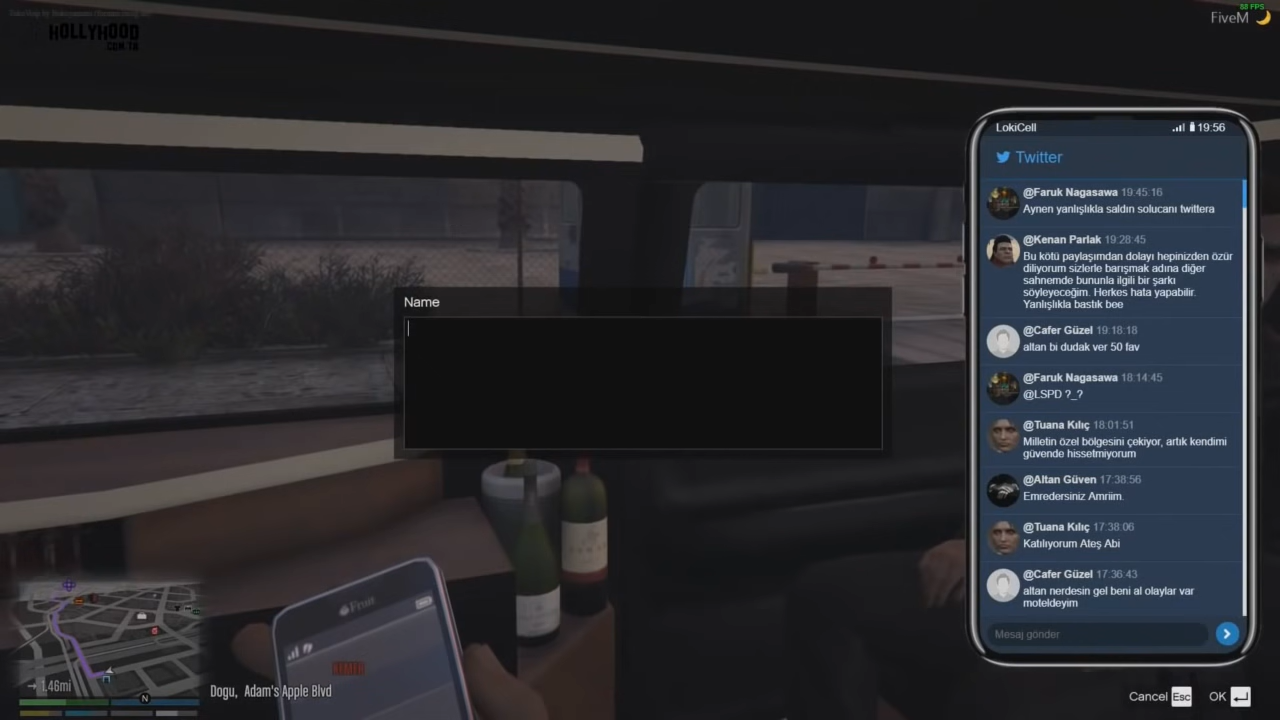 88 FPS
FiveM
HOLLYHOOD
.COM.TR
LokiCell
19:56
Twitter
@Faruk Nagasawa 19:45:16
Aynen yanlışlıkla saldın solucanı twittera
@Kenan Parlak 19:28:45
Bu kötü paylaşımdan dolayı hepinizden özür
diliyorum sizlerle barışmak adına diğer
sahnemde bununla ilgili bir şarkı
söyleyeceğim. Herkes hata yapabilir.
Yanlışlıkla bastık bee
@Cafer Güzel 19:18:18
altan bi dudak ver 50 fav
@Faruk Nagasawa 18:14:45
@LSPD ?_?
@Tuana Kılıç 18:01:51
Milletin özel bölgesini çekiyor, artık kendimi
güvende hissetmiyorum
@Altan Güven 17:38:56
Emredersiniz Amriim.
@Tuana Kılıç 17:38:06
Katılıyorum Ateş Abi
@Cafer Güzel 17:36:43
altan nerdesin gel beni al olaylar var
moteldeyim
Mesaj gönder
Name
Fruit
1.46mi
N
Dogu, Adam's Apple Blvd
Cancel Esc
OK